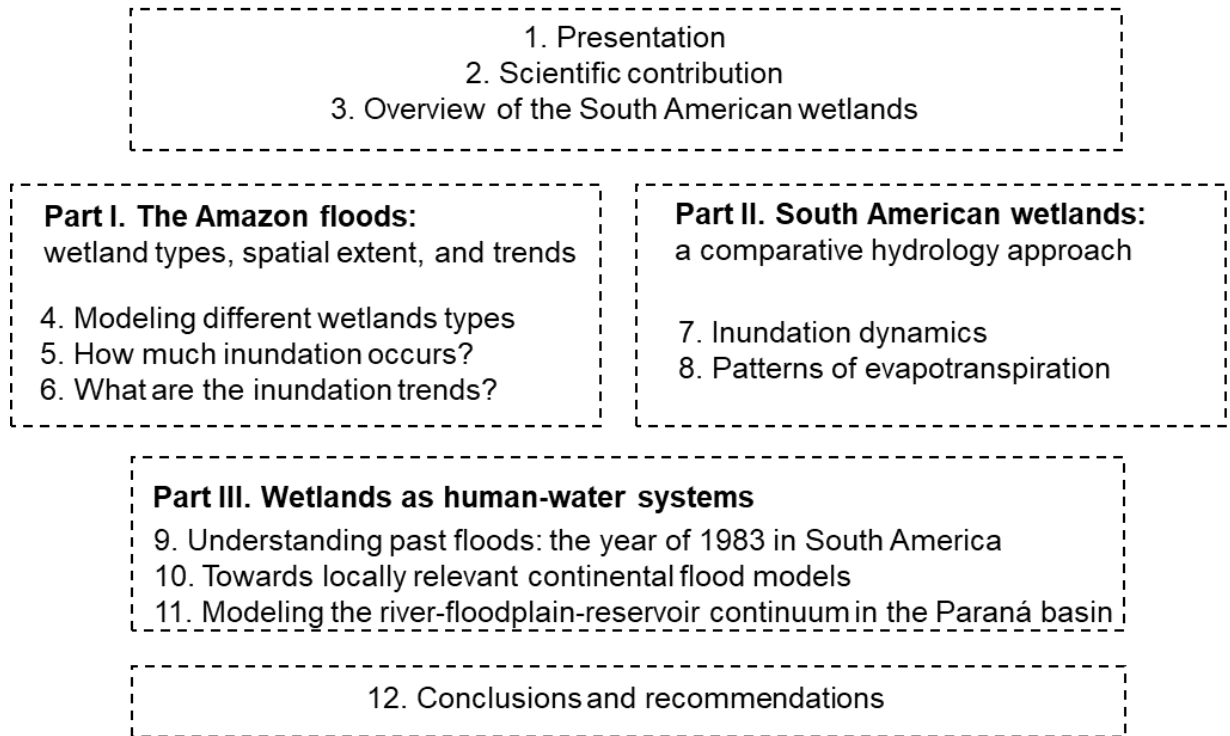 1. Presentation
2. Scientific contribution
3. Overview of the South American wetlands
Part I. The Amazon floods:
wetland types, spatial extent, and trends
4. Modeling different wetlands types
5. How much inundation occurs?
6. What are the inundation trends?
Part II. South American wetlands:
a comparative hydrology approach
7. Inundation dynamics
8. Patterns of evapotranspiration
Part III. Wetlands as human-water systems
9. Understanding past floods: the year of 1983 in South America
10. Towards locally relevant continental flood models
11. Modeling the river-floodplain-reservoir continuum in the Paraná basin
12. Conclusions and recommendations